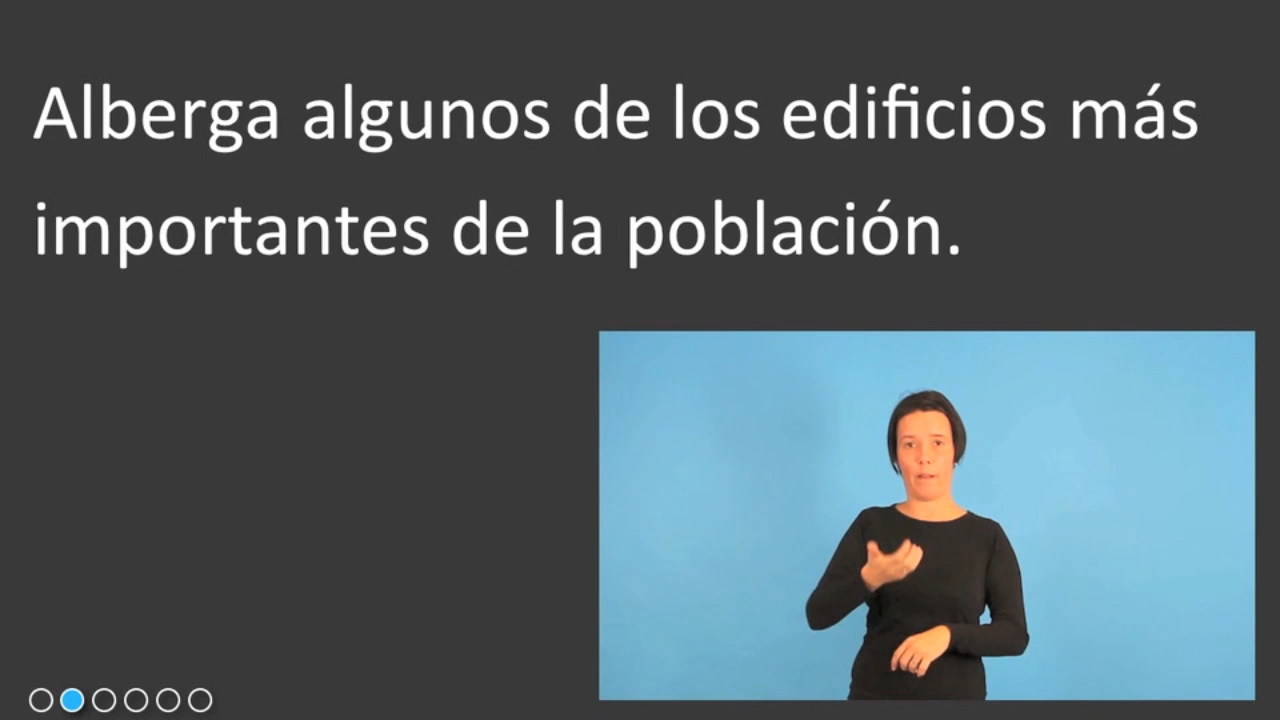 Alberga algunos de los edificios más
importantes de la población.